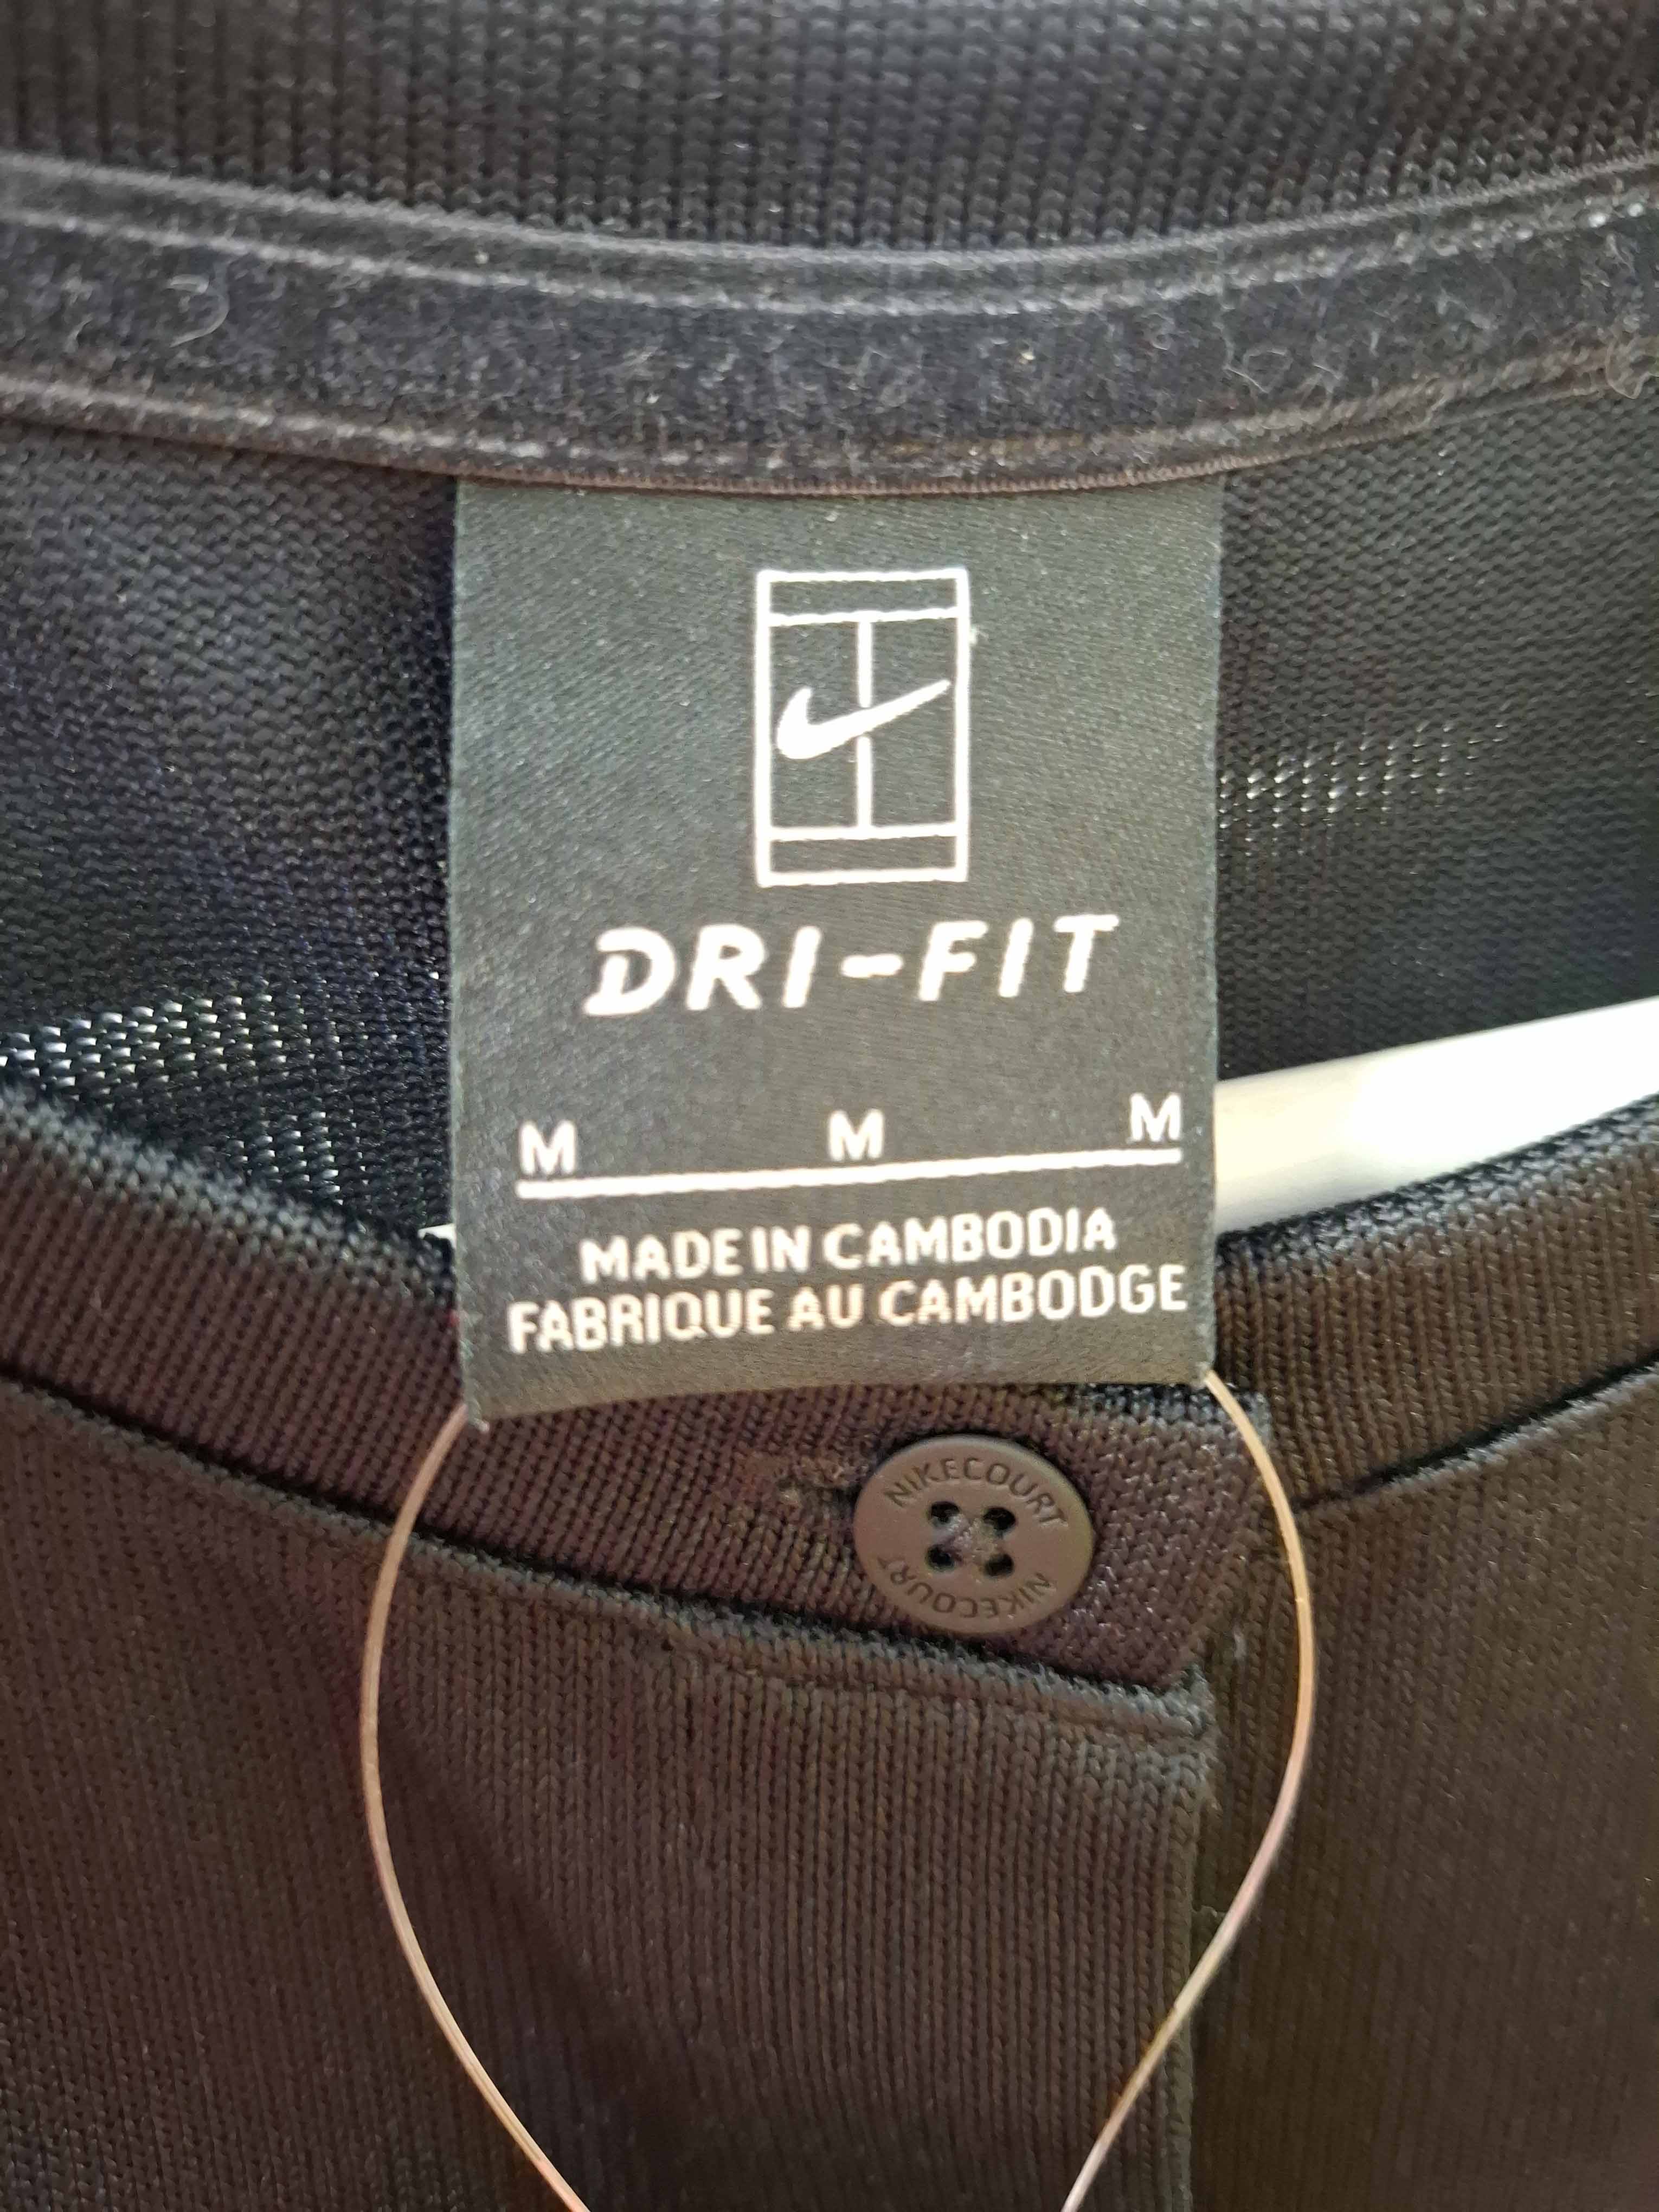 DRI-FIT
M M M
MADE IN CAMBODIA
FABRIQUE AU CAMBODGE
NIKECOURT
NIKECOURT